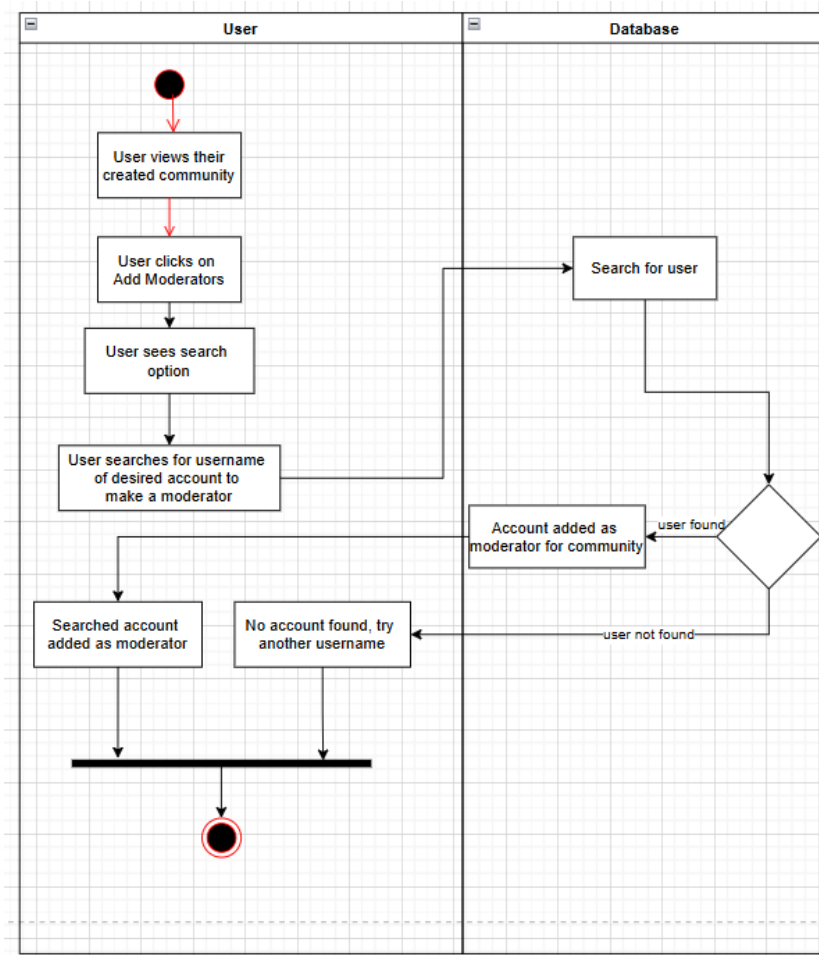 User
Database
User views their
created community
User clicks on
Add Moderators
Search for user
User sees search
option
User searches for username
of desired account to
make a moderator
Account added as
moderator for community
user found
Searched account
added as moderator
No account found, try
another username
user not found